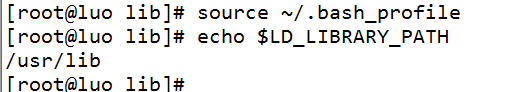 [root@luo lib]# source ~/.bash_profile
[root@luo lib]# echo $LD_LIBRARY_PATH
/usr/lib
[root@luo lib]#